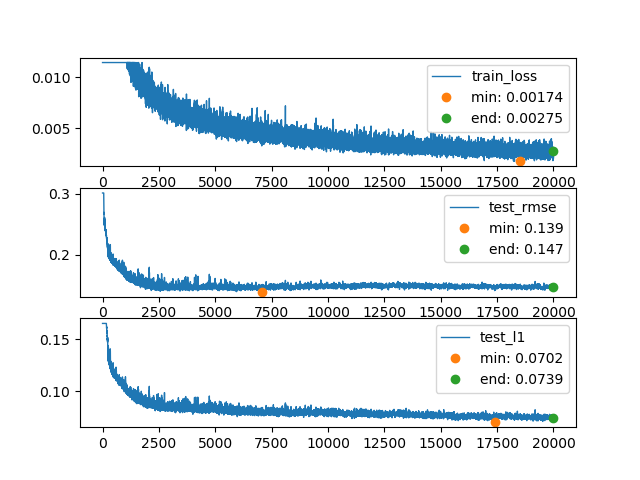 0.010
0.005
train_loss
min: 0.00174
end: 0.00275
0 2500 5000 7500 10000 12500 15000 17500 20000
0.3
0.2
test_rmse
min: 0.139
end: 0.147
0 2500 5000 7500 10000 12500 15000 17500 20000
0.15
0.10
test_l1
min: 0.0702
end: 0.0739
0 2500 5000 7500 10000 12500 15000 17500 20000